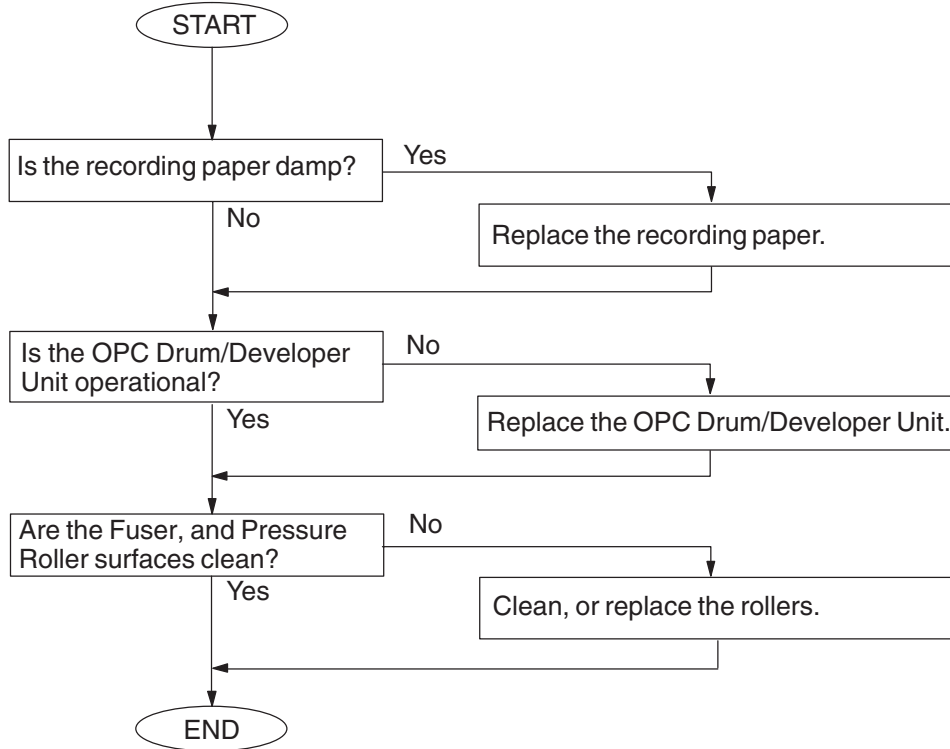 START
Is the recording paper damp?
Yes
No
Replace the recording paper.
Is the OPC Drum/Developer
Unit operational?
No
Yes
Replace the OPC Drum/Developer Unit.
Are the Fuser, and Pressure
Roller surfaces clean?
No
Yes
Clean, or replace the rollers.
END